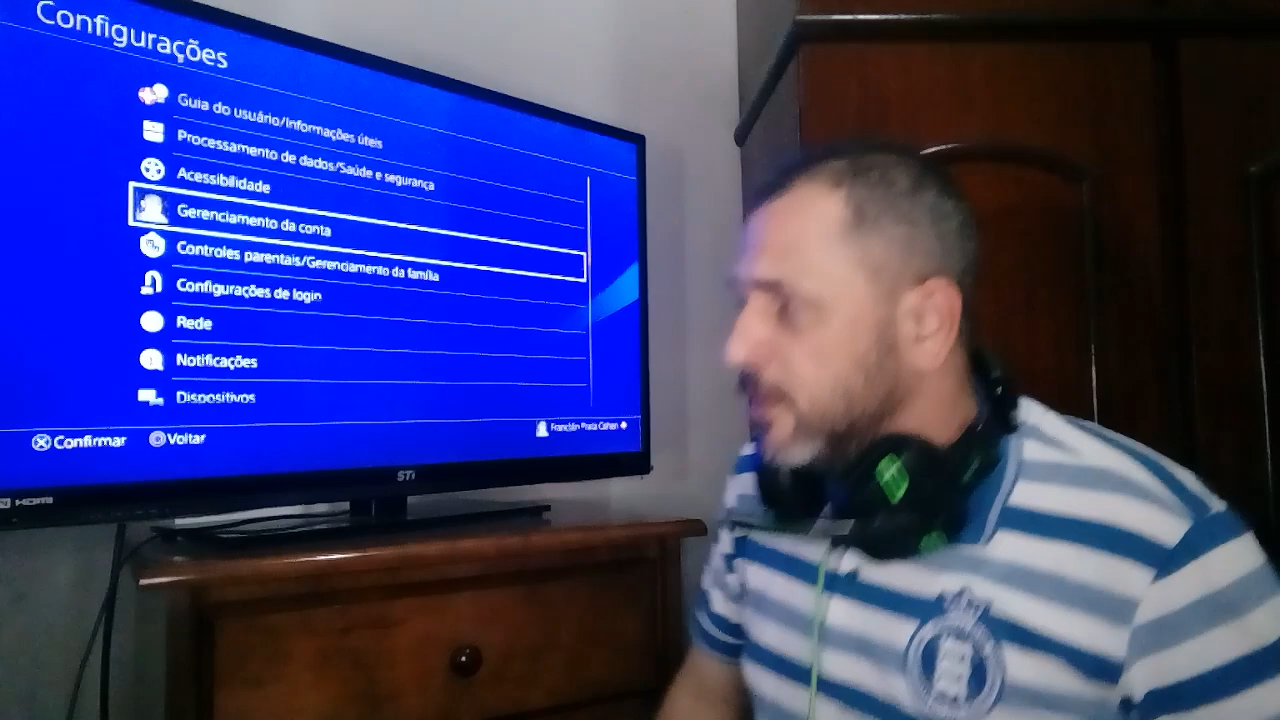 Configurações
Guia do usuário/Informações úteis
Processamento de dados/Saúde e segurança
Acessibilidade
Gerenciamento da conta
Controles parentais/Gerenciamento da família
Configurações de login
Rede
Notificações
Dispositivos
Confirmar
Voltar
STi
HDMI